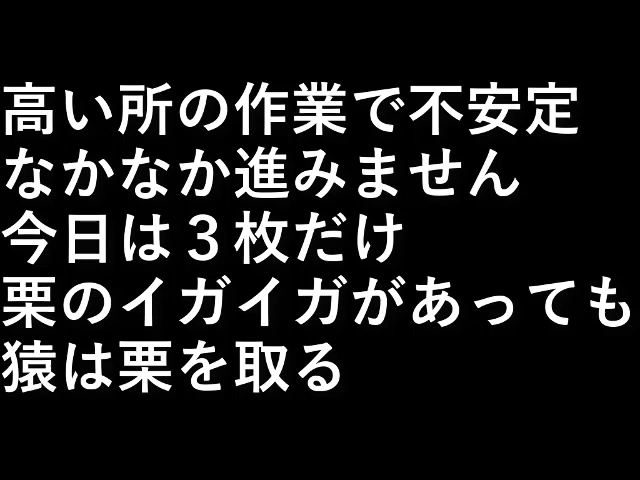 高い所の作業で不安定
なかなか進みません
今日は３枚だけ
栗のイガイガがあっても
猿は栗を取る